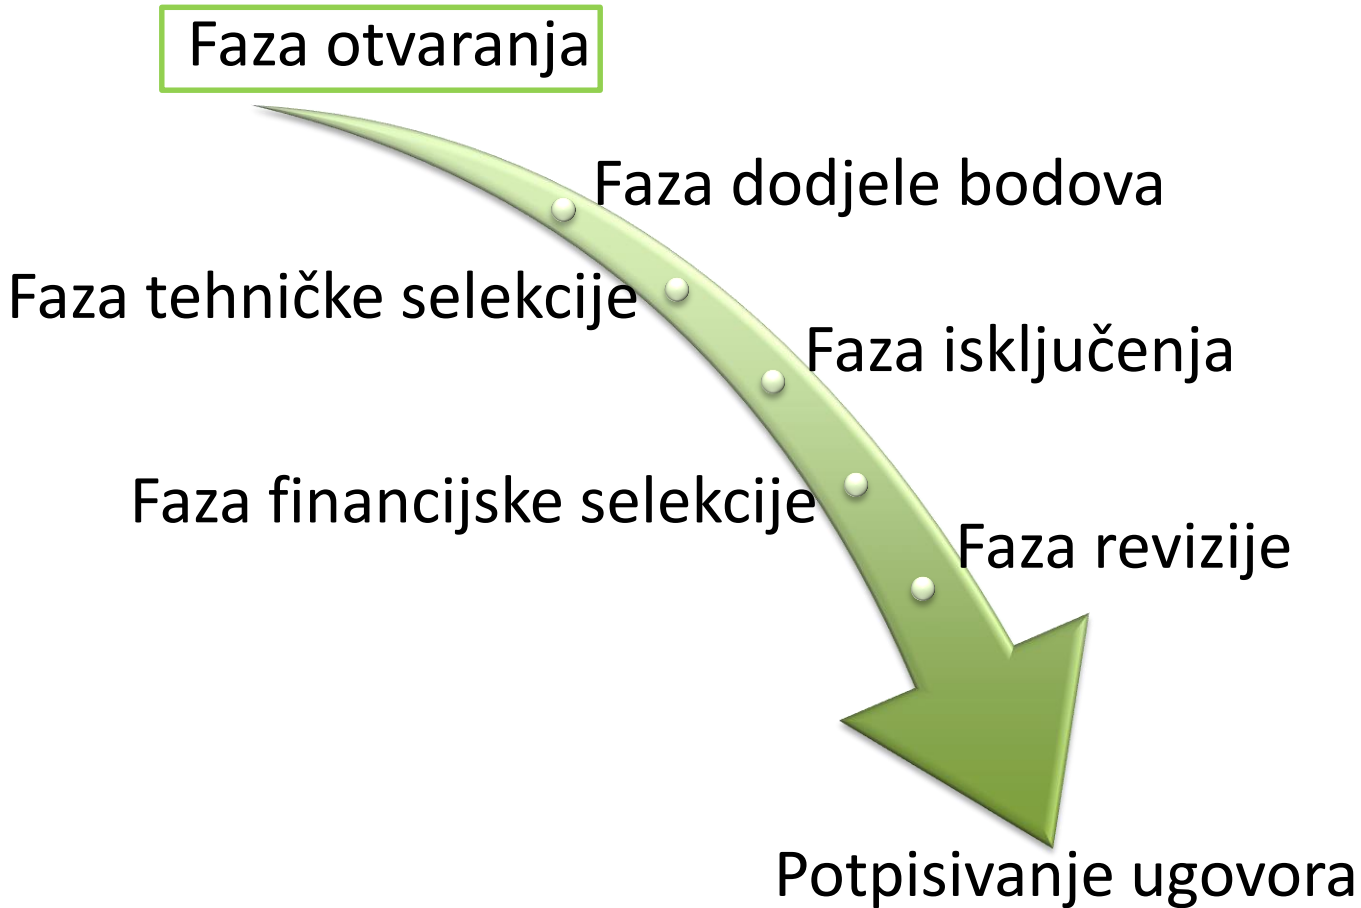 Faza otvaranja
Faza dodjele bodova
Faza tehničke selekcije
Faza isključenja
Faza financijske selekcije
Faza revizije
Potpisivanje ugovora